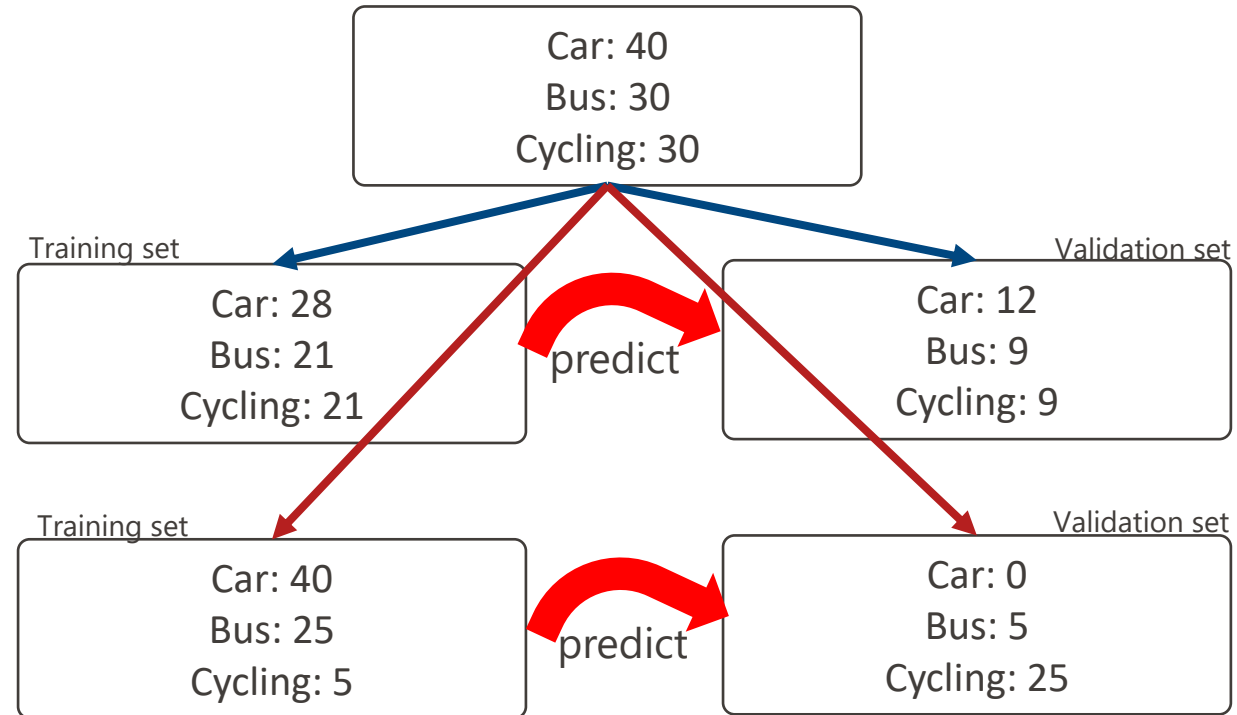 Car: 40
Bus: 30
Cycling: 30
Training set
Validation set
Car: 28
Bus: 21
Cycling: 21
predict
Car: 12
Bus: 9
Cycling: 9
Training set
Validation set
Car: 40
Bus: 25
Cycling: 5
predict
Car: 0
Bus: 5
Cycling: 25